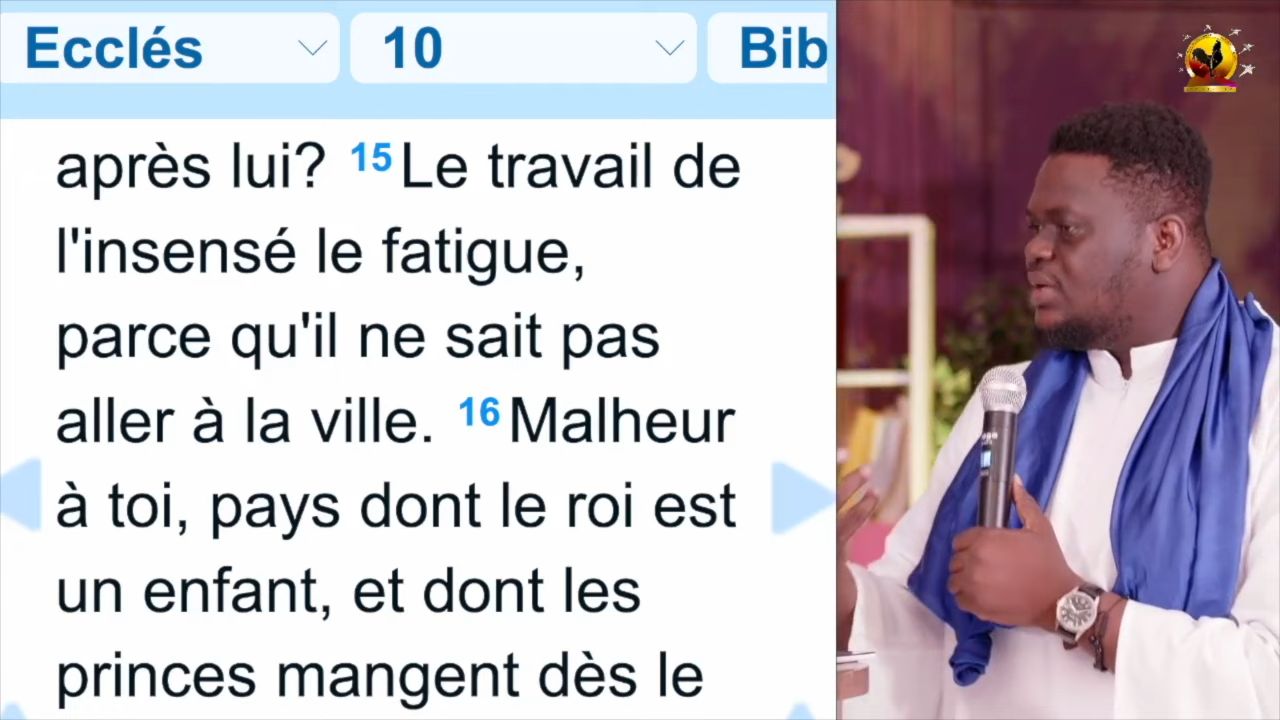 Ecclés 10 Bib
après lui? 15 Le travail de
l'insensé le fatigue,
parce qu'il ne sait pas
aller à la ville. 16 Malheur
à toi, pays dont le roi est
un enfant, et dont les
princes mangent dès le